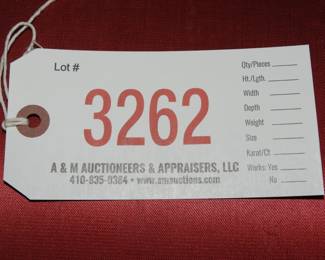 Lot #
3262
A & M AUCTIONEERS & APPRAISERS, LLC
410-835-0384 • www.amauctions.com
Qty/Pieces
Ht./Lgth.
Width
Depth
Weight
Size
Karat/Ct
Works: Yes
No